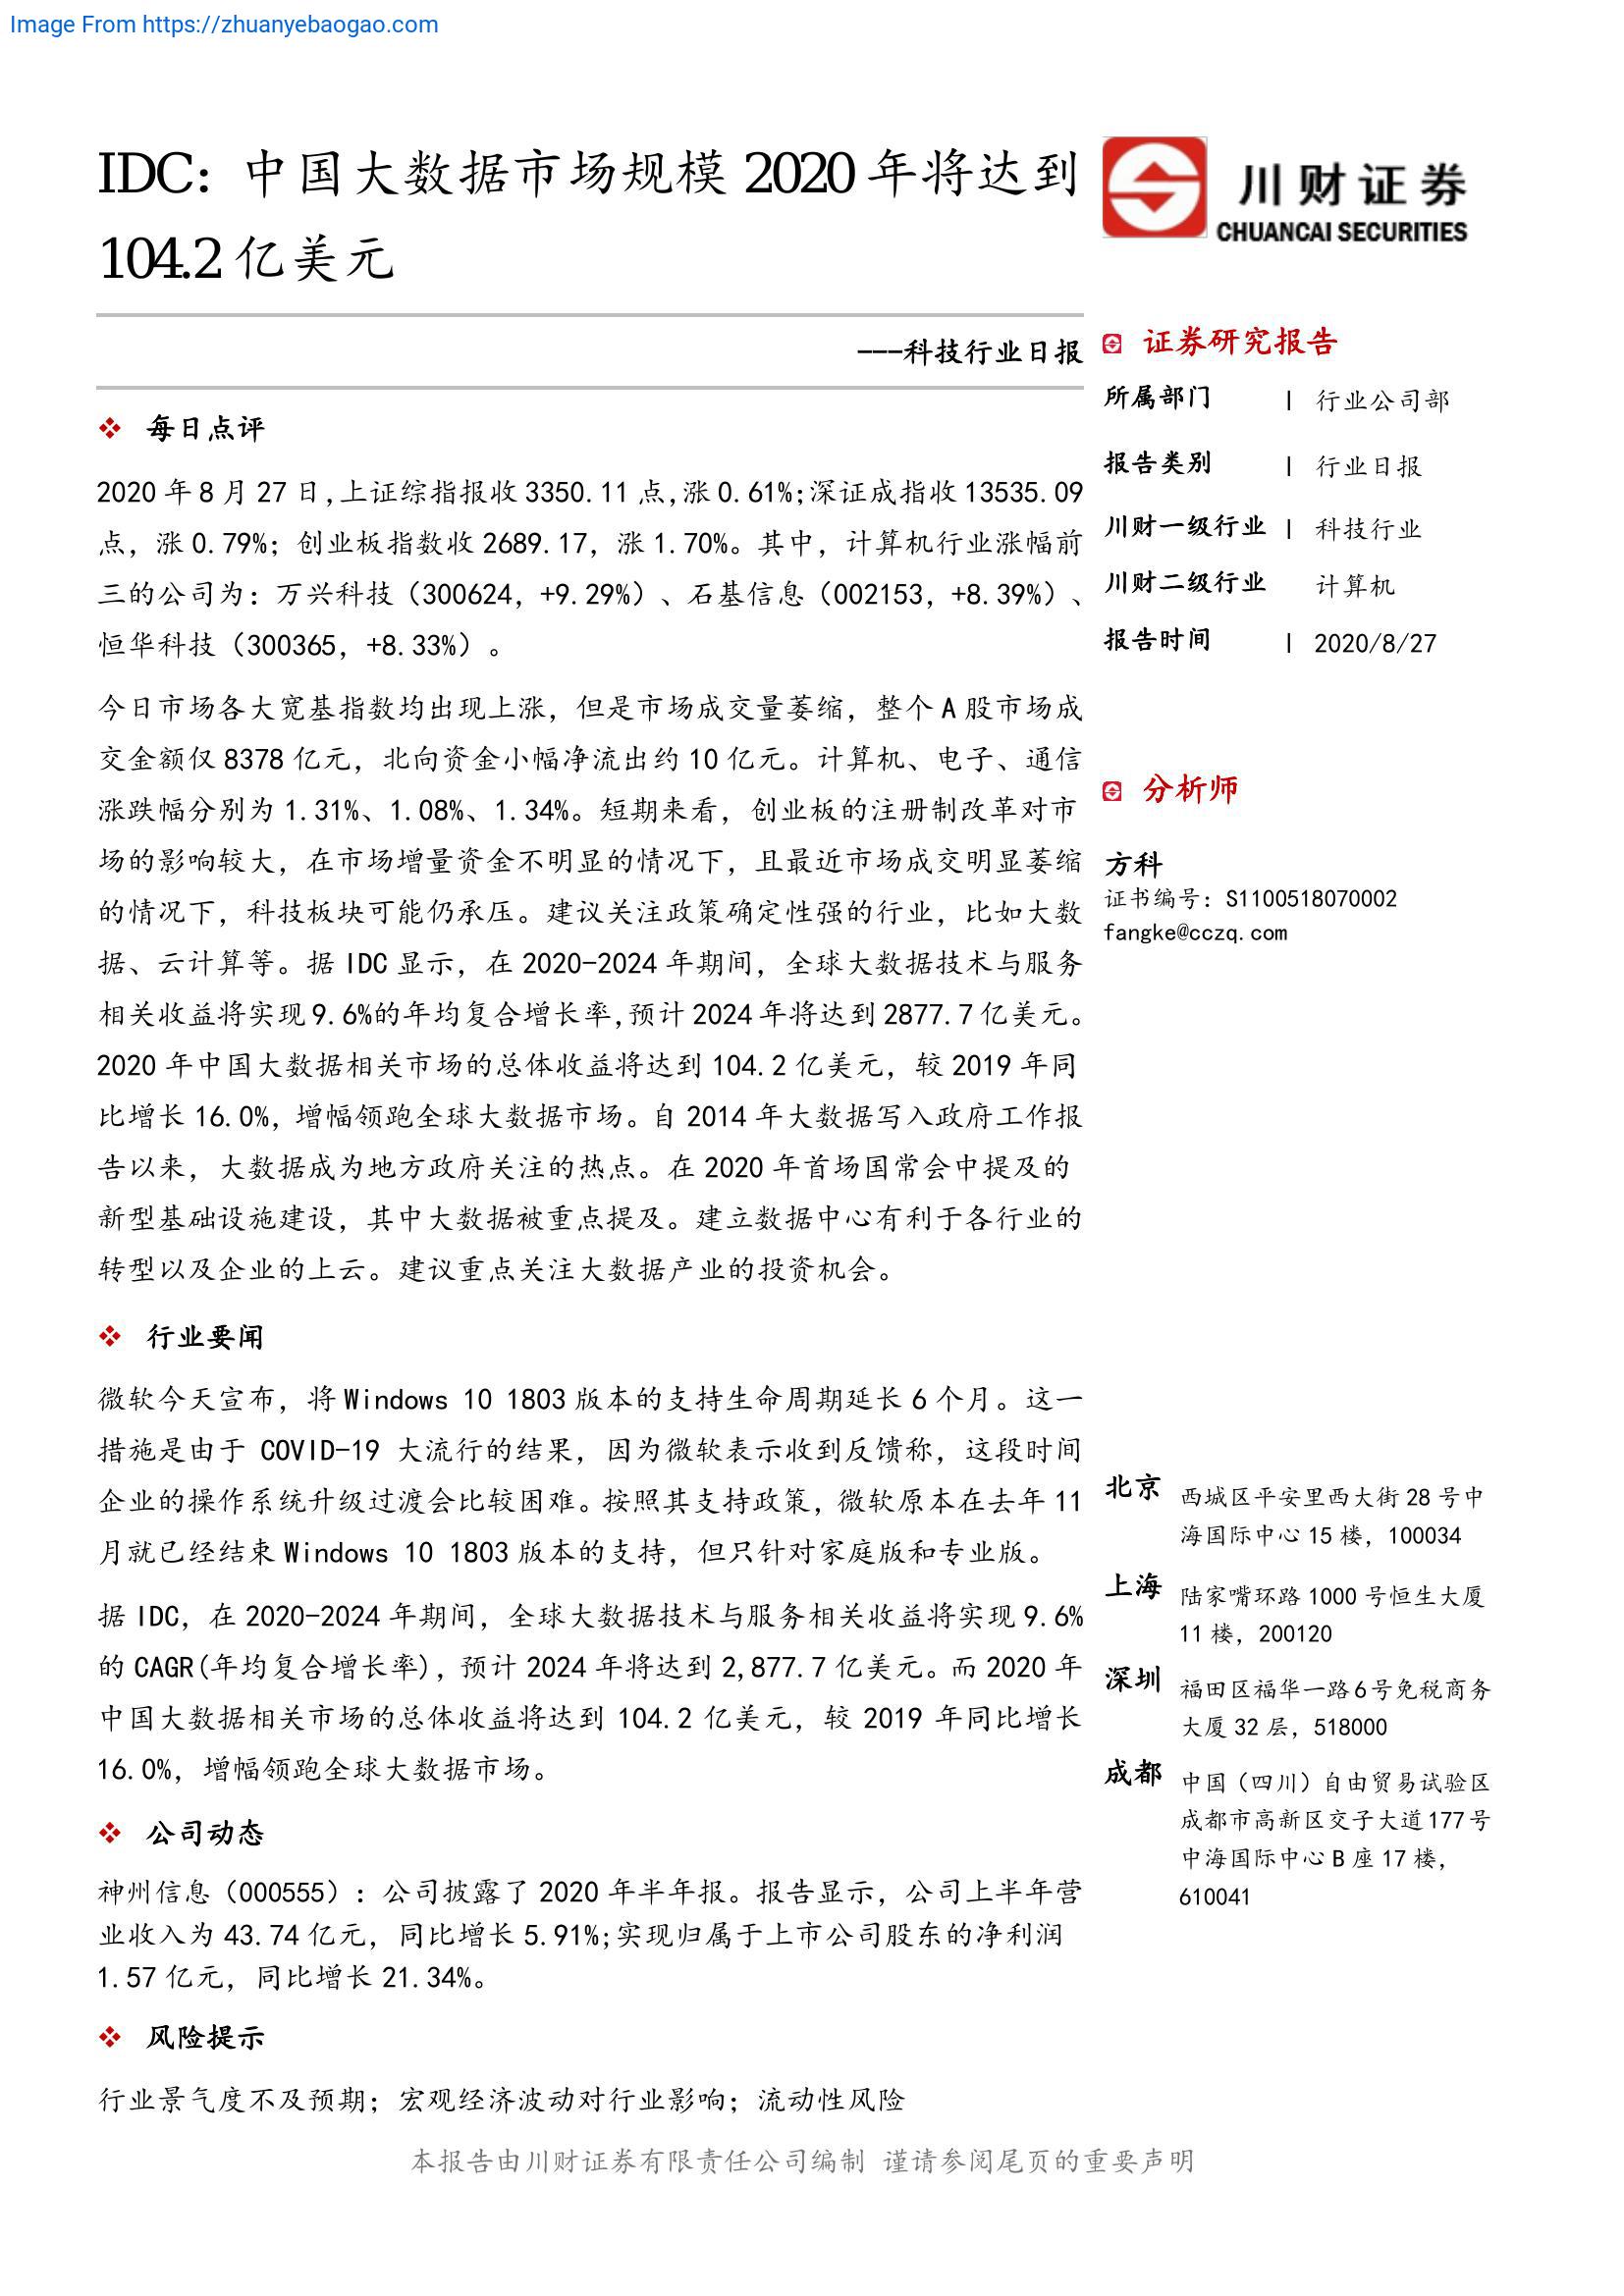 Image From https://zhuanyebaogao.com
IDC：中国大数据市场规模 2020 年将达到
104.2 亿美元
川财证券
CHUANCAI SECURITIES
---科技行业日报
❖ 每日点评
2020 年 8 月 27 日,上证综指报收 3350.11 点,涨 0.61%;深证成指收 13535.09
点，涨 0.79%；创业板指数收 2689.17，涨 1.70%。其中，计算机行业涨幅前
三的公司为：万兴科技（300624，+9.29%）、石基信息（002153，+8.39%）、
恒华科技（300365，+8.33%）。
今日市场各大宽基指数均出现上涨，但是市场成交量萎缩，整个 A 股市场成
交金额仅 8378 亿元，北向资金小幅净流出约 10 亿元。计算机、电子、通信
涨跌幅分别为 1.31%、1.08%、1.34%。短期来看，创业板的注册制改革对市
场的影响较大，在市场增量资金不明显的情况下，且最近市场成交明显萎缩
的情况下，科技板块可能仍承压。建议关注政策确定性强的行业，比如大数
据、云计算等。据 IDC 显示，在 2020-2024 年期间，全球大数据技术与服务
相关收益将实现 9.6%的年均复合增长率,预计 2024 年将达到 2877.7 亿美元。
2020 年中国大数据相关市场的总体收益将达到 104.2 亿美元，较 2019 年同
比增长 16.0%，增幅领跑全球大数据市场。自 2014 年大数据写入政府工作报
告以来，大数据成为地方政府关注的热点。在 2020 年首场国常会中提及的
新型基础设施建设，其中大数据被重点提及。建立数据中心有利于各行业的
转型以及企业的上云。建议重点关注大数据产业的投资机会。
❖ 行业要闻
微软今天宣布，将 Windows 10 1803 版本的支持生命周期延长 6 个月。这一
措施是由于 COVID-19 大流行的结果，因为微软表示收到反馈称，这段时间
企业的操作系统升级过渡会比较困难。按照其支持政策，微软原本在去年 11
月就已经结束 Windows 10 1803 版本的支持，但只针对家庭版和专业版。
据 IDC，在 2020-2024 年期间，全球大数据技术与服务相关收益将实现 9.6%
的 CAGR(年均复合增长率)，预计 2024 年将达到 2,877.7 亿美元。而 2020 年
中国大数据相关市场的总体收益将达到 104.2 亿美元，较 2019 年同比增长
16.0%，增幅领跑全球大数据市场。
❖ 公司动态
神州信息（000555）：公司披露了 2020 年半年报。报告显示，公司上半年营
业收入为 43.74 亿元，同比增长 5.91%;实现归属于上市公司股东的净利润
1.57 亿元，同比增长 21.34%。
❖ 风险提示
行业景气度不及预期；宏观经济波动对行业影响；流动性风险
证券研究报告
所属部门 | 行业公司部
报告类别 | 行业日报
川财一级行业 | 科技行业
川财二级行业 计算机
报告时间 | 2020/8/27
分析师
方科
证书编号：S1100518070002
fangke@cczq.com
北京 西城区平安里西大街 28 号中
海国际中心 15 楼，100034
上海 陆家嘴环路 1000 号恒生大厦
11 楼，200120
深圳 福田区福华一路 6 号免税商务
大厦 32 层，518000
成都 中国（四川）自由贸易试验区
成都市高新区交子大道 177 号
中海国际中心 B 座 17 楼，
610041
本报告由川财证券有限责任公司编制 谨请参阅尾页的重要声明